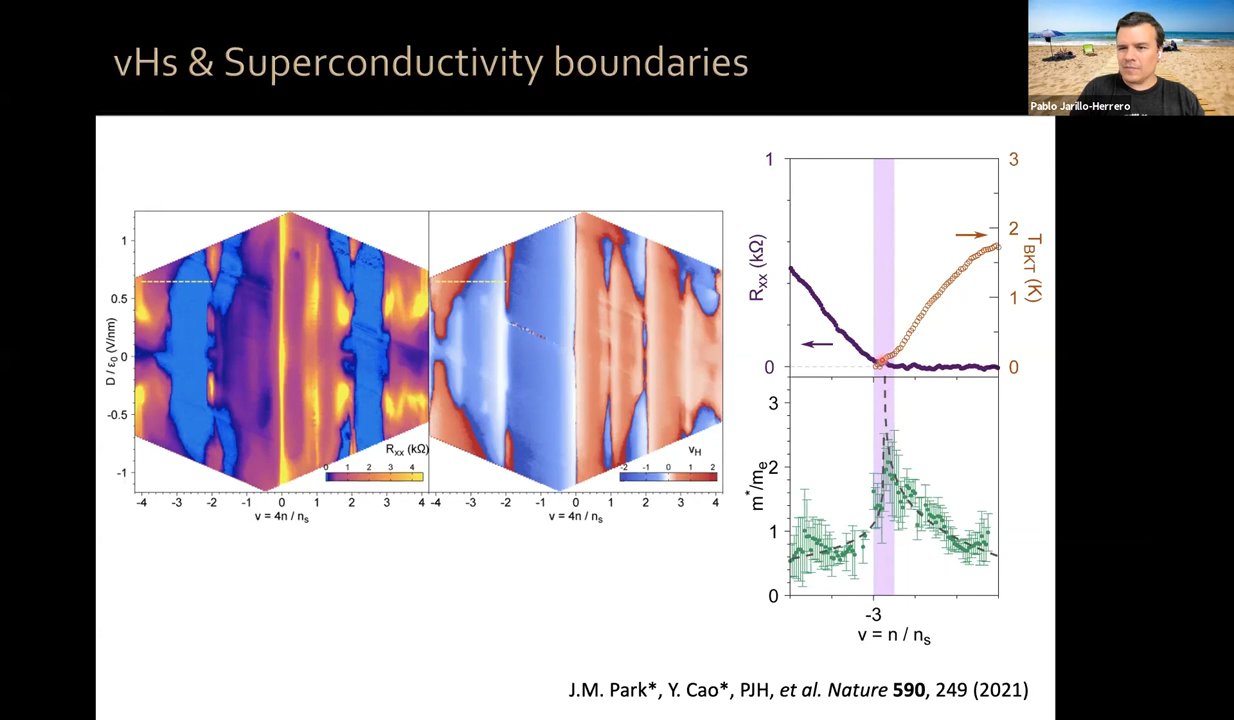 vHs & Superconductivity boundaries
Pablo Jarillo-Herrero
D / ε₀ (V/nm)
1
0.5
0
-0.5
-1
-4 -3 -2 -1 0 1 2 3 4
ν = 4n / nₛ
Rₓₓ (kΩ)
0 1 2 3 4
-4 -3 -2 -1 0 1 2 3 4
ν = 4n / nₛ
ν_H
-2 -1 0 1 2
Rₓₓ (kΩ)
1
0
T_BKT (K)
3
2
1
0
m*/mₑ
3
2
1
0
-3
ν = n / nₛ
J.M. Park*, Y. Cao*, PJH, et al. Nature 590, 249 (2021)